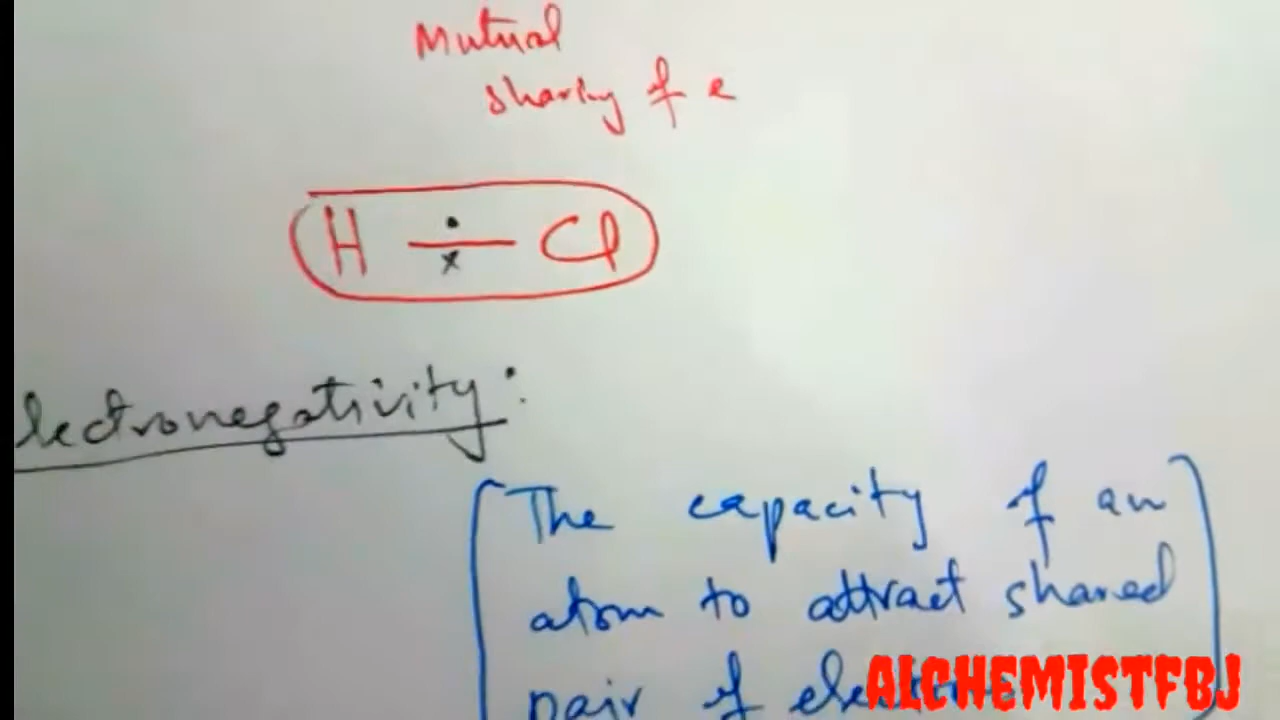 Mutual
sharing of e
H ∸ Cl
x
lectronegativity:
The capacity of an
atom to attract shared
pair of
ALCHEMISTFBJ